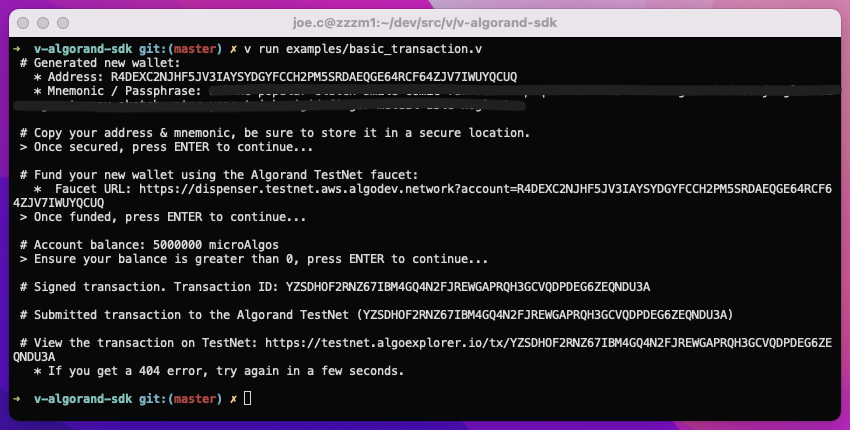 joe.c@zzzm1:~/dev/src/v/v-algorand-sdk
➜  v-algorand-sdk git:(master) ✗ v run examples/basic_transaction.v
# Generated new wallet:
* Address: R4DEXC2NJHF5JV3IAYSYDGYFCCH2PM5SRDAEQGE64RCF64ZJV7IWUYQCUQ
* Mnemonic / Passphrase:
# Copy your address & mnemonic, be sure to store it in a secure location.
> Once secured, press ENTER to continue...
# Fund your new wallet using the Algorand TestNet faucet:
*  Faucet URL: https://dispenser.testnet.aws.algodev.network?account=R4DEXC2NJHF5JV3IAYSYDGYFCCH2PM5SRDAEQGE64RCF6
4ZJV7IWUYQCUQ
> Once funded, press ENTER to continue...
# Account balance: 5000000 microAlgos
> Ensure your balance is greater than 0, press ENTER to continue...
# Signed transaction. Transaction ID: YZSDHOF2RNZ67IBM4GQ4N2FJREWGAPRQH3GCVQDPDEG6ZEQNDU3A
# Submitted transaction to the Algorand TestNet (YZSDHOF2RNZ67IBM4GQ4N2FJREWGAPRQH3GCVQDPDEG6ZEQNDU3A)
# View the transaction on TestNet: https://testnet.algoexplorer.io/tx/YZSDHOF2RNZ67IBM4GQ4N2FJREWGAPRQH3GCVQDPDEG6ZE
QNDU3A
* If you get a 404 error, try again in a few seconds.
➜  v-algorand-sdk git:(master) ✗